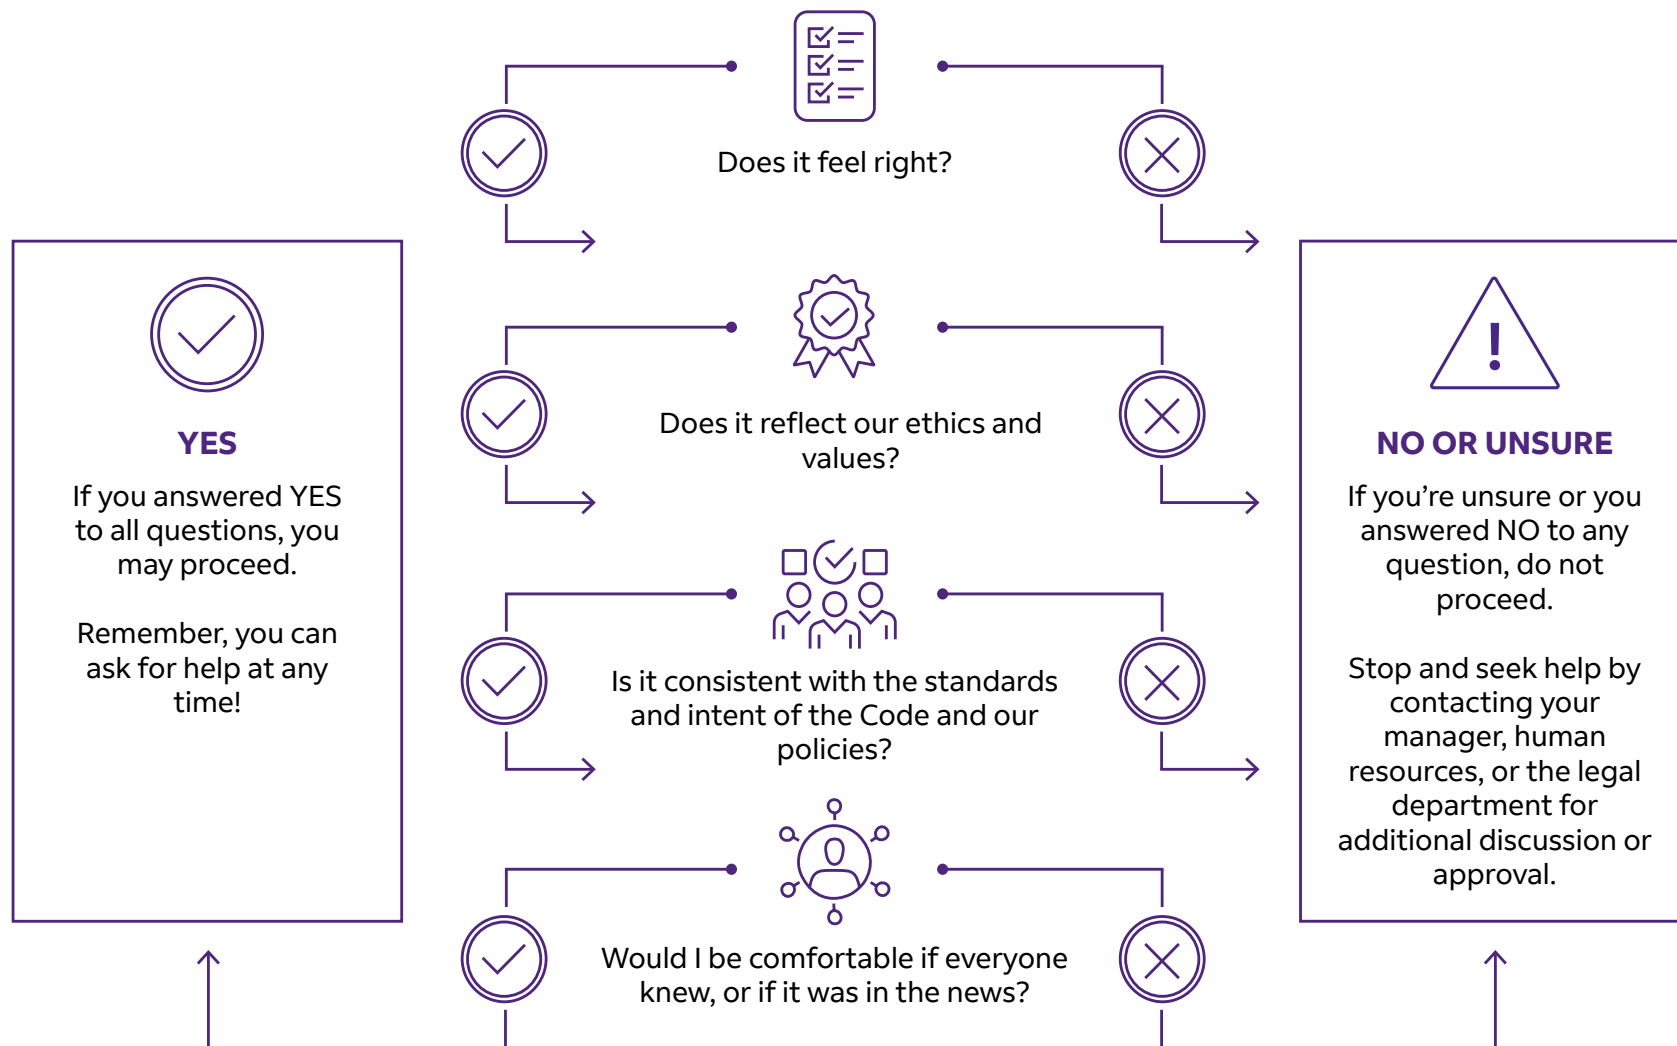 Does it feel right?
YES
If you answered YES
to all questions, you
may proceed.
Remember, you can
ask for help at any
time!
Does it reflect our ethics and
values?
Is it consistent with the standards
and intent of the Code and our
policies?
Would I be comfortable if everyone
knew, or if it was in the news?
NO OR UNSURE
If you’re unsure or you
answered NO to any
question, do not
proceed.
Stop and seek help by
contacting your
manager, human
resources, or the legal
department for
additional discussion or
approval.